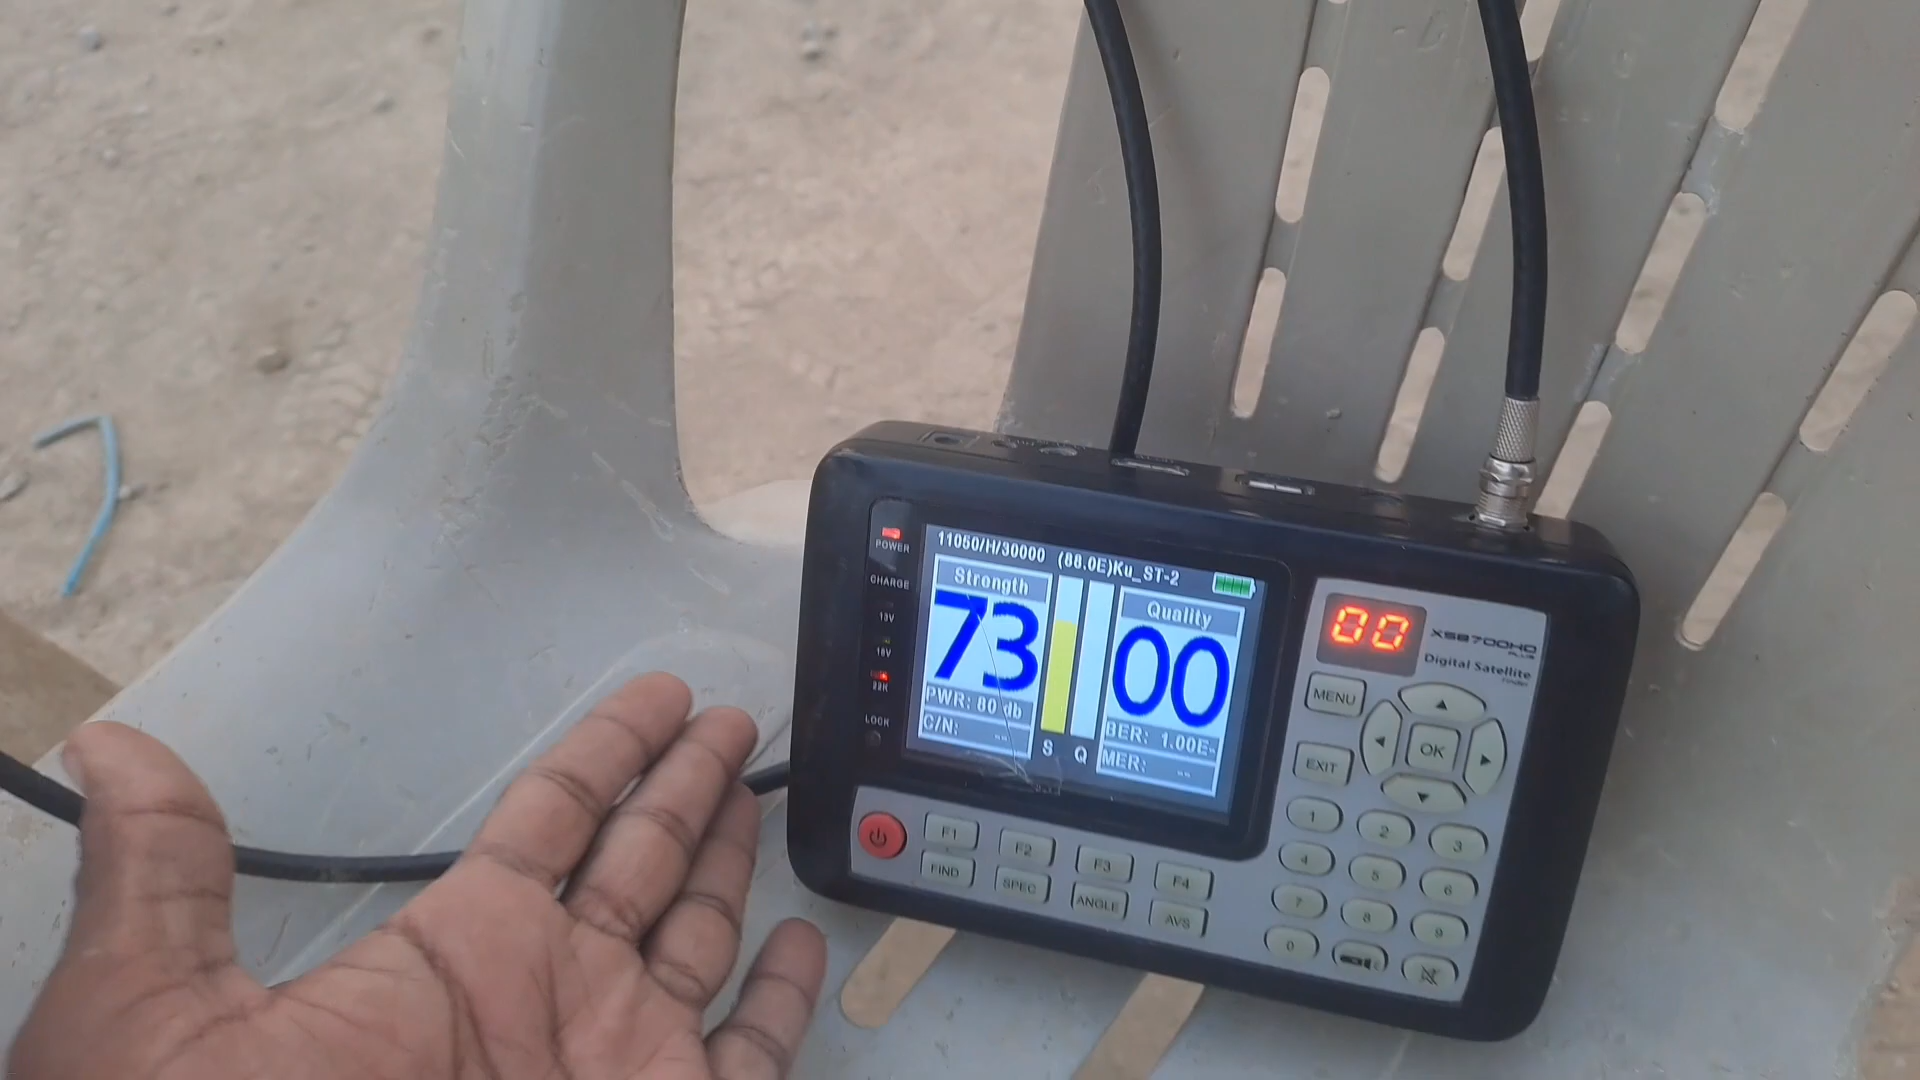 11050/H/30000 (88.0E)Ku_ST-2
Strength
73
PWR: 80 db
C/N: --
S Q
Quality
00
BER: 1.00E-
MER: --
POWER
CHARGE
13V
18V
22K
LOCK
00
XS8700HD
PLUS
Digital Satellite
Finder
MENU
OK
EXIT
F1 F2 F3 F4
FIND SPEC ANGLE AVS
1 2 3
4 5 6
7 8 9
0